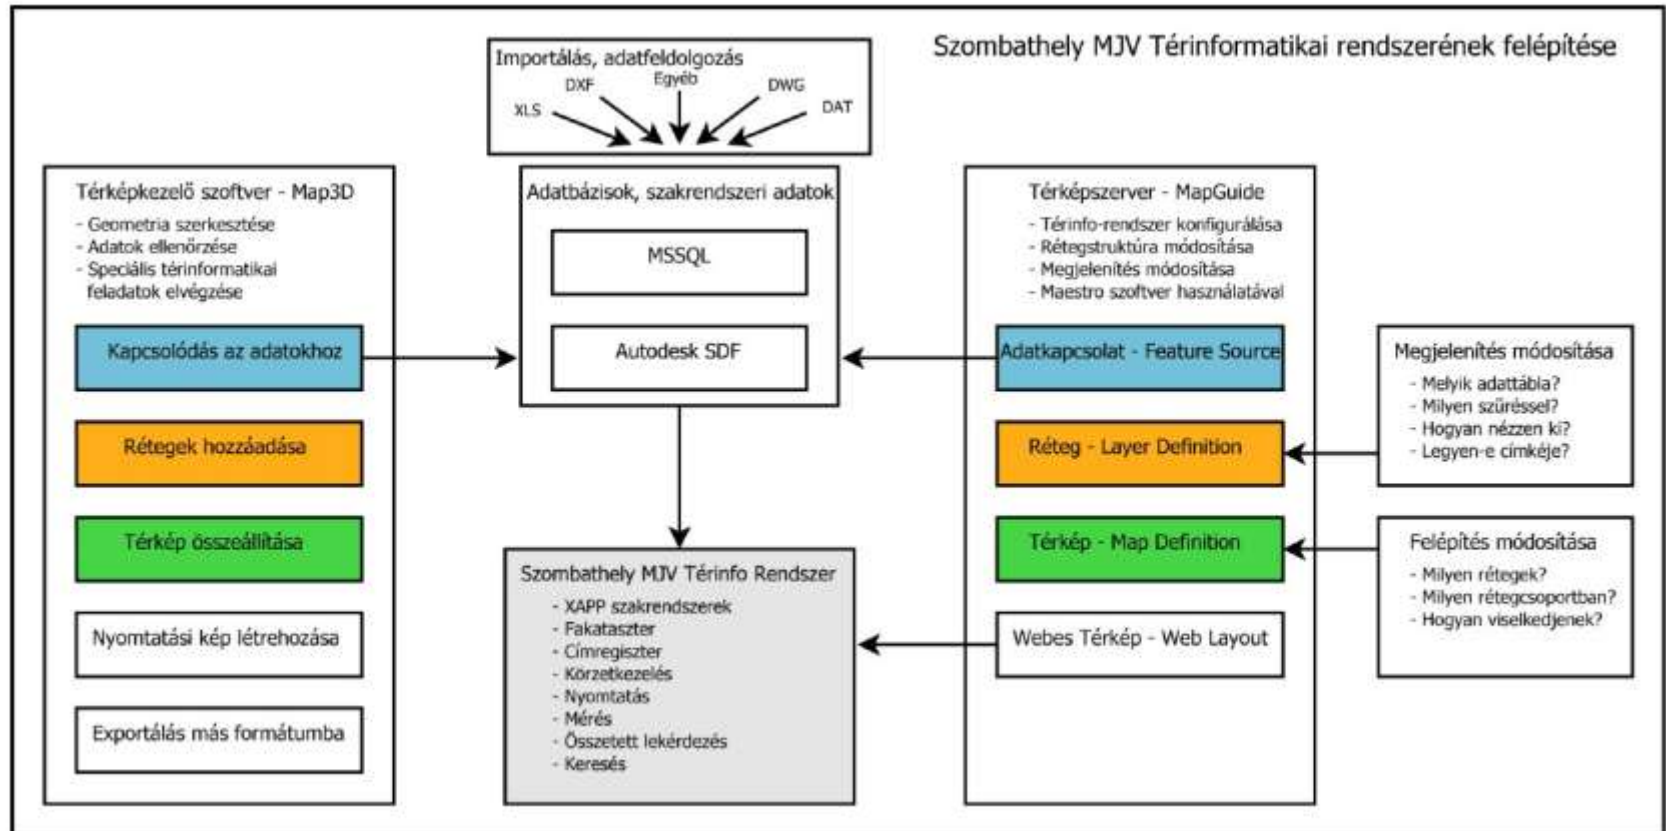 Szombathely MJV Térinformatikai rendszerének felépítése
Importálás, adatfeldolgozás
XLS
DXF
Egyéb
DWG
DAT
Térképkezelő szoftver - Map3D
- Geometria szerkesztése
- Adatok ellenőrzése
- Speciális térinformatikai
feladatok elvégzése
Kapcsolódás az adatokhoz
Rétegek hozzáadása
Térkép összeállítása
Nyomtatási kép létrehozása
Exportálás más formátumba
Adatbázisok, szakrendszeri adatok
MSSQL
Autodesk SDF
Szombathely MJV Térinfo Rendszer
- XAPP szakrendszerek
- Fakataszter
- Címregiszter
- Körzetkezelés
- Nyomtatás
- Mérés
- Összetett lekérdezés
- Keresés
Térképszerver - MapGuide
- Térinfo-rendszer konfigurálása
- Rétegstruktúra módosítása
- Megjelenítés módosítása
- Maestro szoftver használatával
Adatkapcsolat - Feature Source
Réteg - Layer Definition
Térkép - Map Definition
Webes Térkép - Web Layout
Megjelenítés módosítása
- Melyik adattábla?
- Milyen szűréssel?
- Hogyan nézzen ki?
- Legyen-e címkéje?
Felépítés módosítása
- Milyen rétegek?
- Milyen rétegcsoportban?
- Hogyan viselkedjenek?